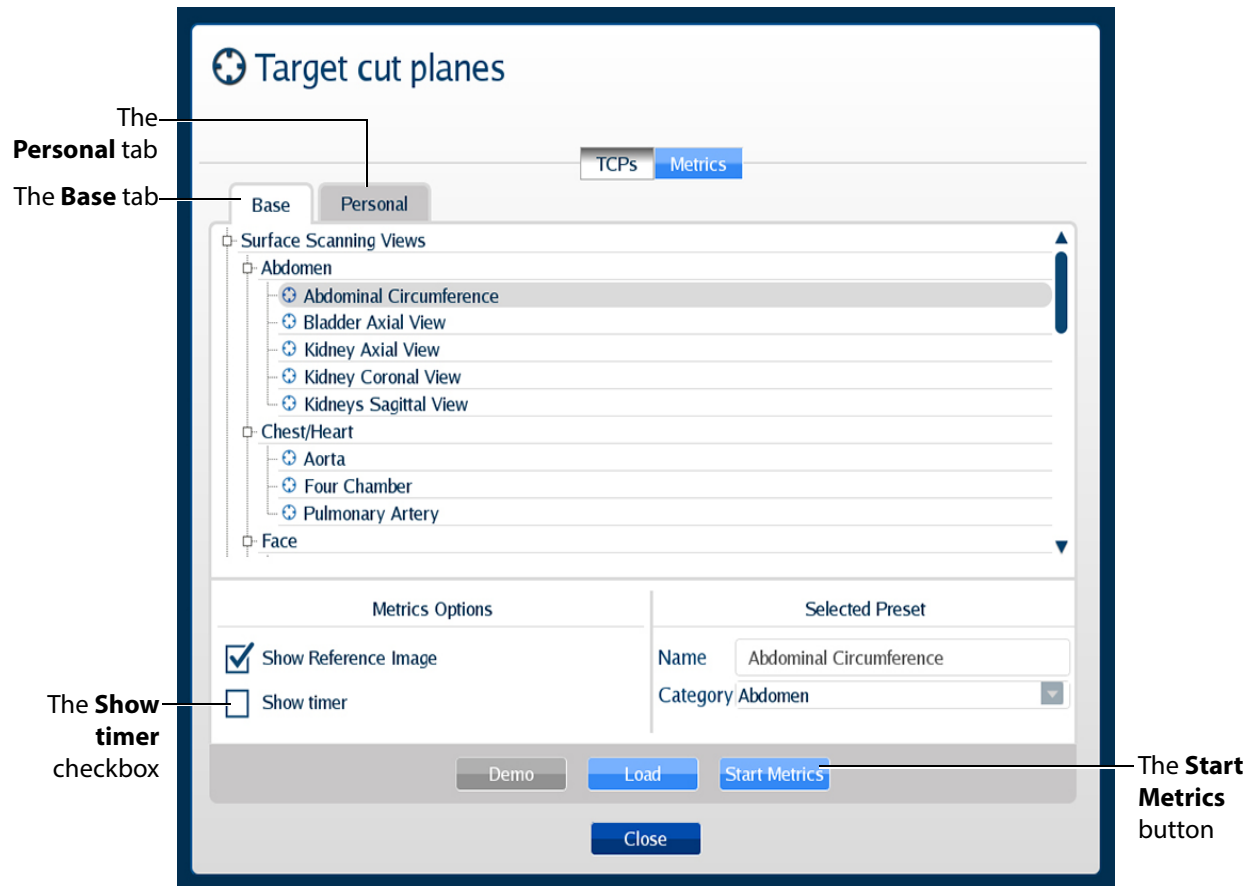 Target cut planes
The
Personal tab
TCPs Metrics
The Base tab
Base Personal
Surface Scanning Views
Abdomen
Abdominal Circumference
Bladder Axial View
Kidney Axial View
Kidney Coronal View
Kidneys Sagittal View
Chest/Heart
Aorta
Four Chamber
Pulmonary Artery
Face
Metrics Options
Selected Preset
Show Reference Image
Name Abdominal Circumference
Show timer
Category Abdomen
The Show
timer
checkbox
Demo Load Start Metrics
The Start
Metrics
button
Close